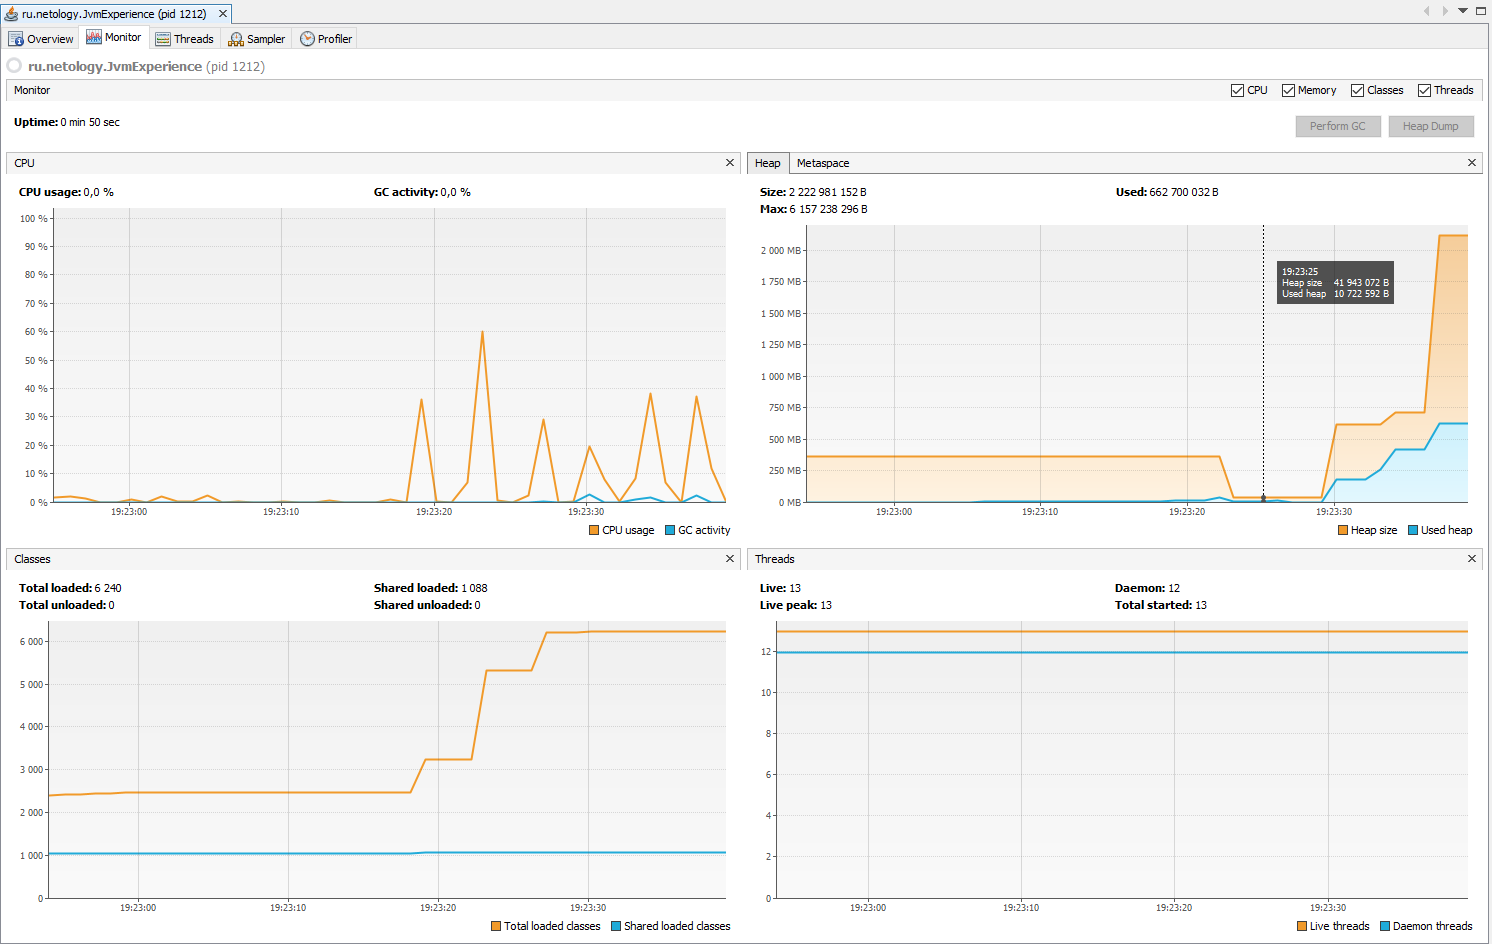 ru.netology.JvmExperience (pid 1212)
Overview Monitor Threads Sampler Profiler
ru.netology.JvmExperience (pid 1212)
Monitor
CPU Memory Classes Threads
Uptime: 0 min 50 sec
Perform GC Heap Dump
CPU
CPU usage: 0,0 % GC activity: 0,0 %
100 %
90 %
80 %
70 %
60 %
50 %
40 %
30 %
20 %
10 %
0 %
19:23:00 19:23:10 19:23:20 19:23:30
CPU usage GC activity
Heap Metaspace
Size: 2 222 981 152 B Used: 662 700 032 B
Max: 6 157 238 296 B
2 000 MB
1 750 MB
1 500 MB
1 250 MB
1 000 MB
750 MB
500 MB
250 MB
0 MB
19:23:25
Heap size 41 943 072 B
Used heap 10 722 592 B
19:23:00 19:23:10 19:23:20 19:23:30
Heap size Used heap
Classes
Total loaded: 6 240 Shared loaded: 1 088
Total unloaded: 0 Shared unloaded: 0
6 000
5 000
4 000
3 000
2 000
1 000
0
19:23:00 19:23:10 19:23:20 19:23:30
Total loaded classes Shared loaded classes
Threads
Live: 13 Daemon: 12
Live peak: 13 Total started: 13
12
10
8
6
4
2
0
19:23:00 19:23:10 19:23:20 19:23:30
Live threads Daemon threads